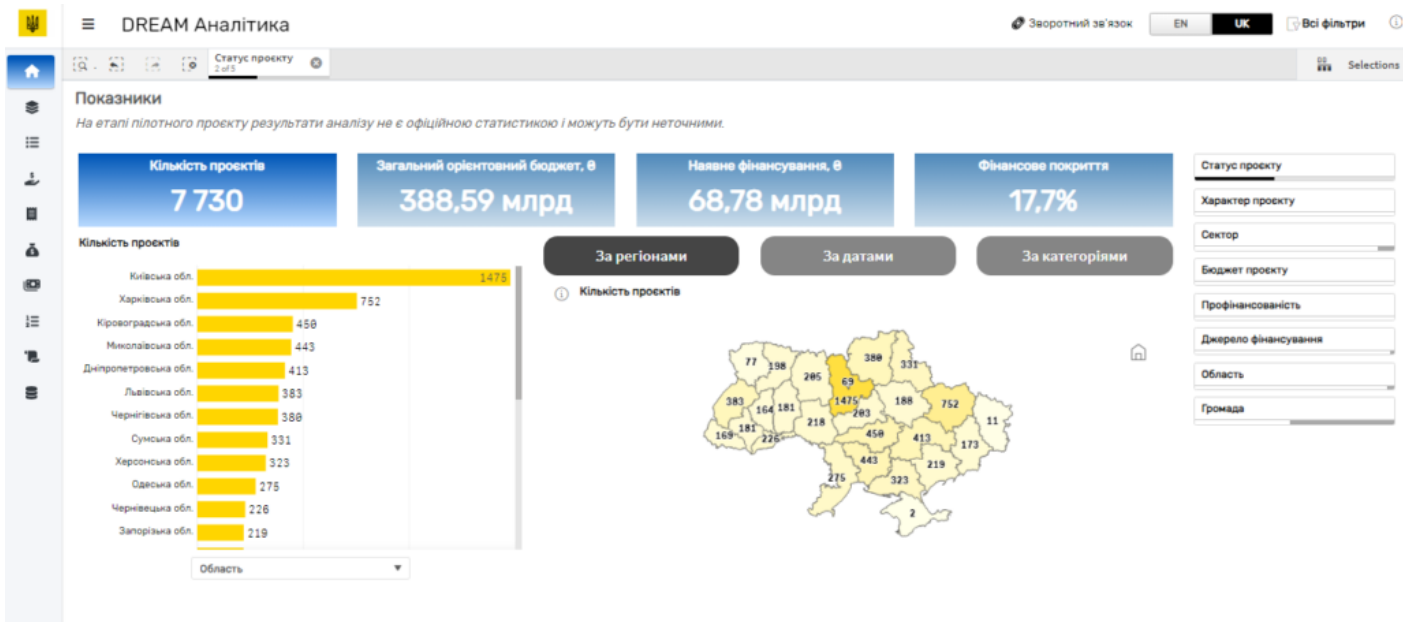 DREAM Аналітика
Зворотний зв'язок
EN
UK
Всі фільтри
Статус проєкту
2 of 5
Selections
Показники
На етапі пілотного проєкту результати аналізу не є офіційною статистикою і можуть бути неточними.
Кількість проєктів
7 730
Загальний орієнтовний бюджет, ₴
388,59 млрд
Наявне фінансування, ₴
68,78 млрд
Фінансове покриття
17,7%
Статус проєкту
Характер проєкту
Сектор
Бюджет проєкту
Профінансованість
Джерело фінансування
Область
Громада
Кількість проєктів
Київська обл. 1475
Харківська обл. 752
Кіровоградська обл. 450
Миколаївська обл. 443
Дніпропетровська обл. 413
Львівська обл. 383
Чернігівська обл. 380
Сумська обл. 331
Херсонська обл. 323
Одеська обл. 275
Чернівецька обл. 226
Запорізька обл. 219
Область
За регіонами
За датами
За категоріями
Кількість проєктів
77 198 205 69 380 331
383 164 181 1475 188 752 11
169 181 226 218 203 450 413 173
443 219
275 323
2